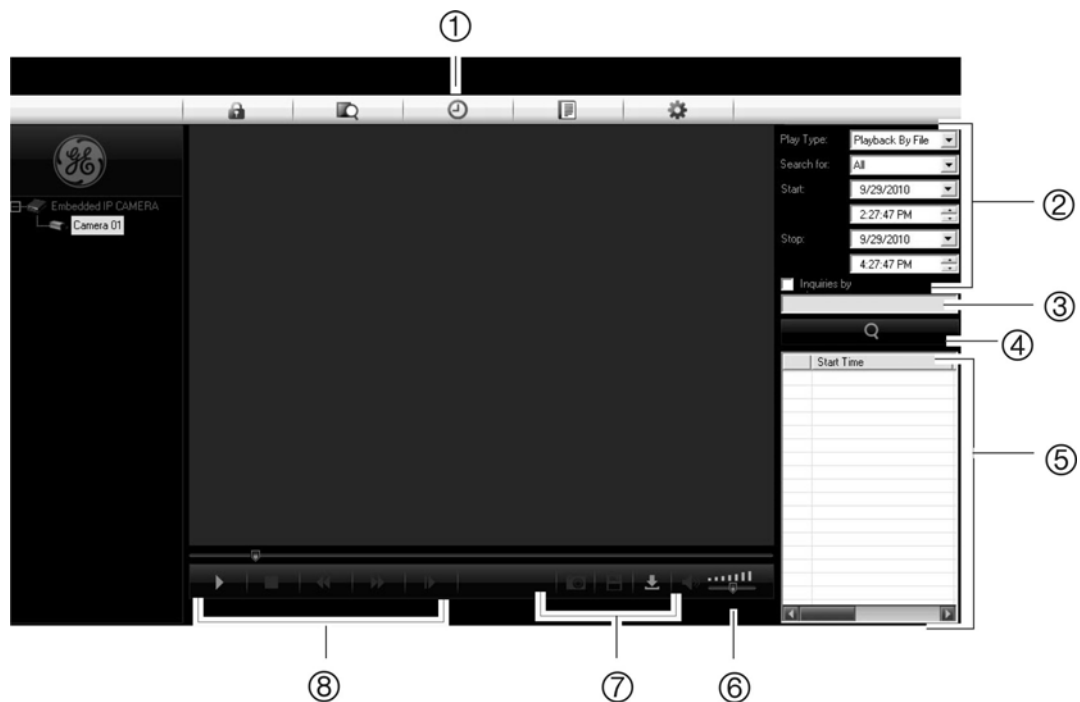 ①
GE
Play Type: Playback By File
Search for: All
Start: 9/29/2010
2:27:47 PM
Stop: 9/29/2010
4:27:47 PM
Inquiries by
Embedded IP CAMERA
Camera 01
Start Time
②
③
④
⑤
⑥
⑦
⑧